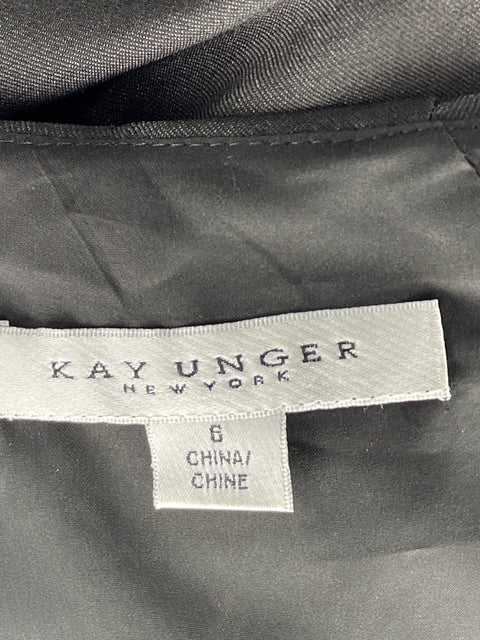 KAY UNGER
NEW YORK
6
CHINA/
CHINE